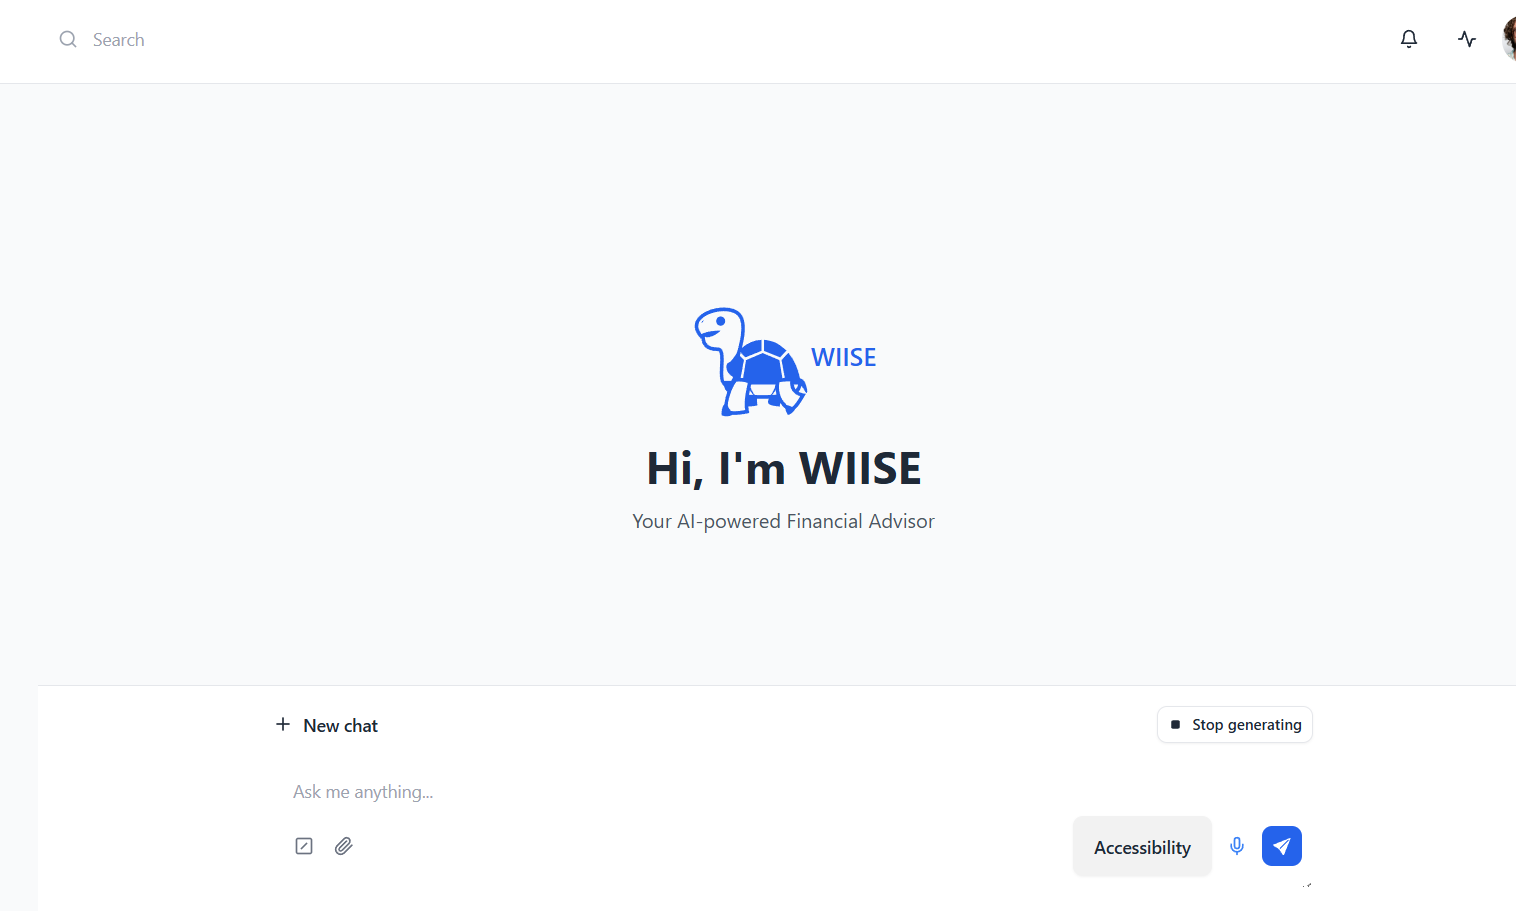 Search
WIISE
Hi, I'm WIISE
Your AI-powered Financial Advisor
New chat
Stop generating
Ask me anything...
Accessibility